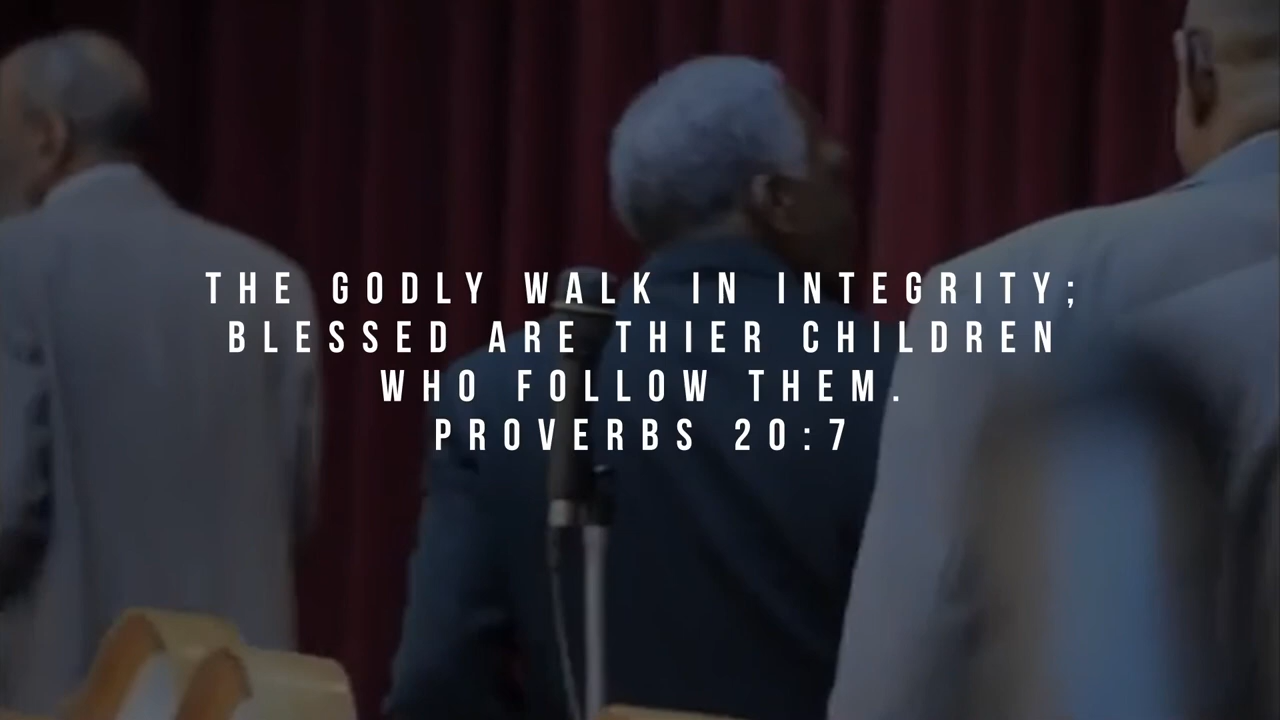 THE GODLY WALK IN INTEGRITY;
BLESSED ARE THIER CHILDREN
WHO FOLLOW THEM.
PROVERBS 20:7